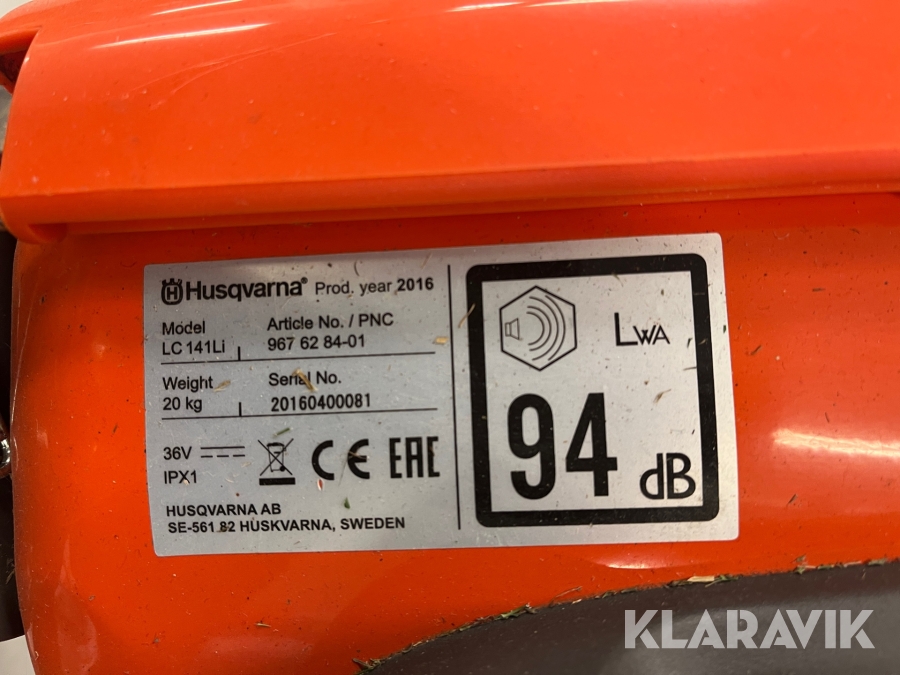 Husqvarna® Prod. year 2016
Model Article No. / PNC
LC 141Li 967 62 84-01
Weight Serial No.
20 kg 20160400081
36V
IPX1
CE EAC
HUSQVARNA AB
SE-561 82 HUSKVARNA, SWEDEN
LWA
94 dB
KLARAVIK